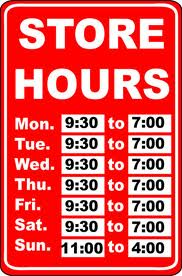 STORE
HOURS
Mon. 9:30 to 7:00
Tue. 9:30 to 7:00
Wed. 9:30 to 7:00
Thu. 9:30 to 7:00
Fri. 9:30 to 7:00
Sat. 9:30 to 7:00
Sun. 11:00 to 4:00